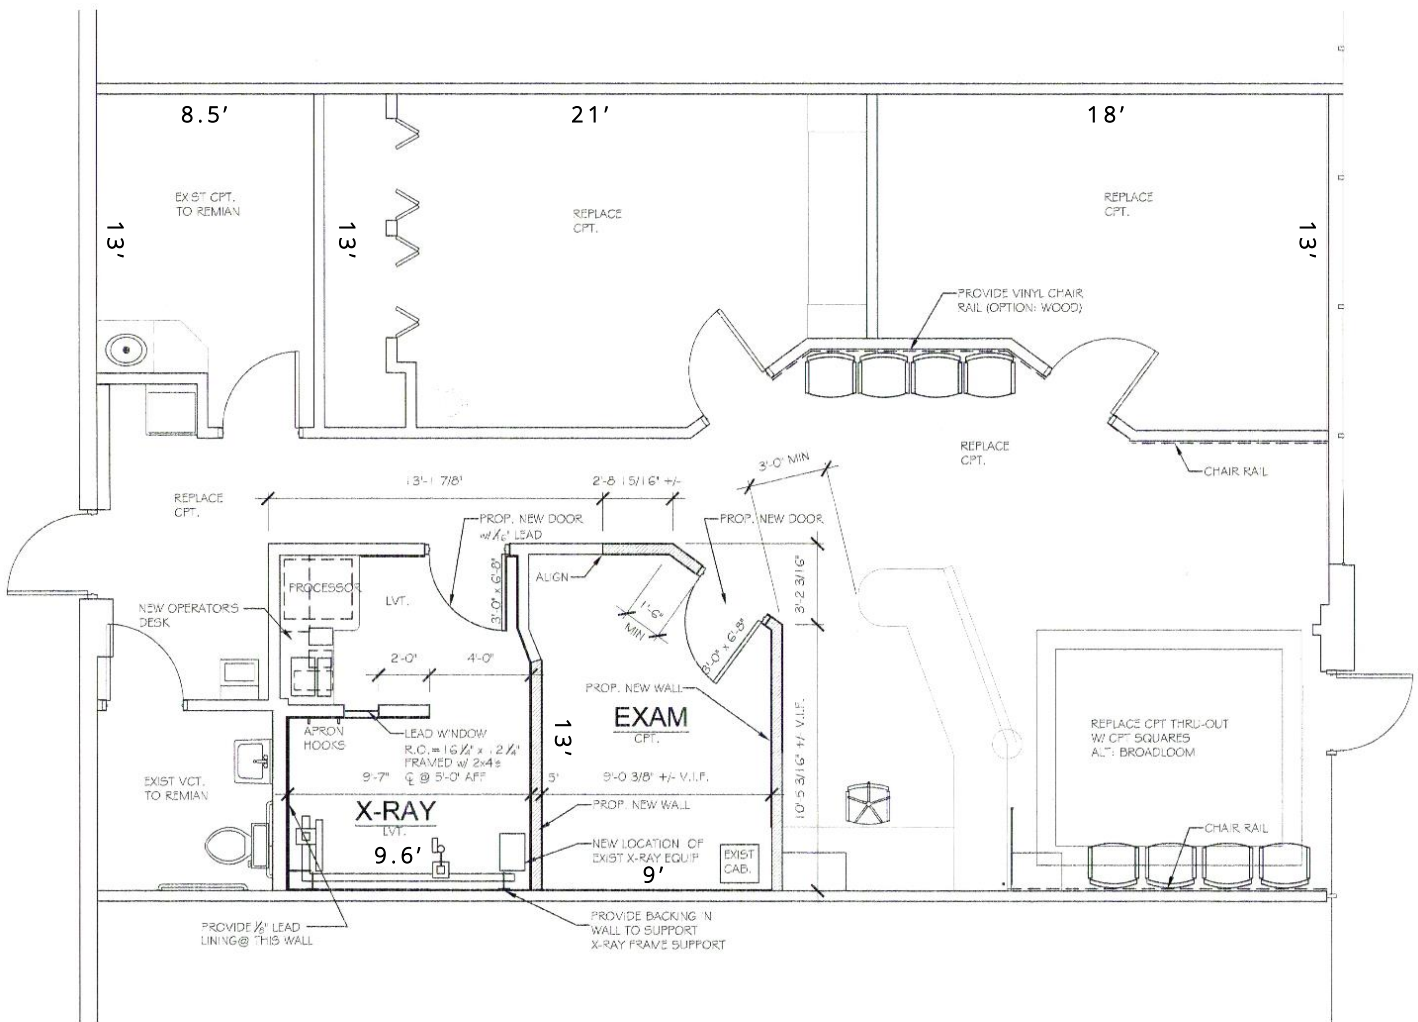 8.5’
21’
18’
EXIST CPT.
TO REMIAN
REPLACE
CPT.
REPLACE
CPT.
13’
13’
13’
PROVIDE VINYL CHAIR
RAIL (OPTION: WOOD)
REPLACE
CPT.
CHAIR RAIL
3'-0" MIN
13'-1 7/8"
2'-8 15/16" +/-
REPLACE
CPT.
PROP. NEW DOOR
w/ 1/16" LEAD
PROP. NEW DOOR
ALIGN
PROCESSOR
LVT.
3'-0" x 6'-8"
1'-6"
MIN
3'-2 3/16"
NEW OPERATORS
DESK
3'-0" x 6'-8"
2'-0"
4'-0"
PROP. NEW WALL
EXAM
CPT.
13’
APRON
HOOKS
LEAD WINDOW
R.O.= 16 1/4" x 12 1/4"
FRAMED w/ 2x4s
℄ @ 5'-0" AFF
REPLACE CPT THRU-OUT
W/ CPT SQUARES
ALT: BROADLOOM
EXIST VCT.
TO REMIAN
9'-7"
5"
9'-0 3/8" +/- V.I.F.
10'-5 3/16" +/- V.I.F.
X-RAY
LVT.
9.6’
PROP. NEW WALL
NEW LOCATION OF
EXIST X-RAY EQUIP
9’
EXIST
CAB.
CHAIR RAIL
PROVIDE 1/8" LEAD
LINING@ THIS WALL
PROVIDE BACKING IN
WALL TO SUPPORT
X-RAY FRAME SUPPORT